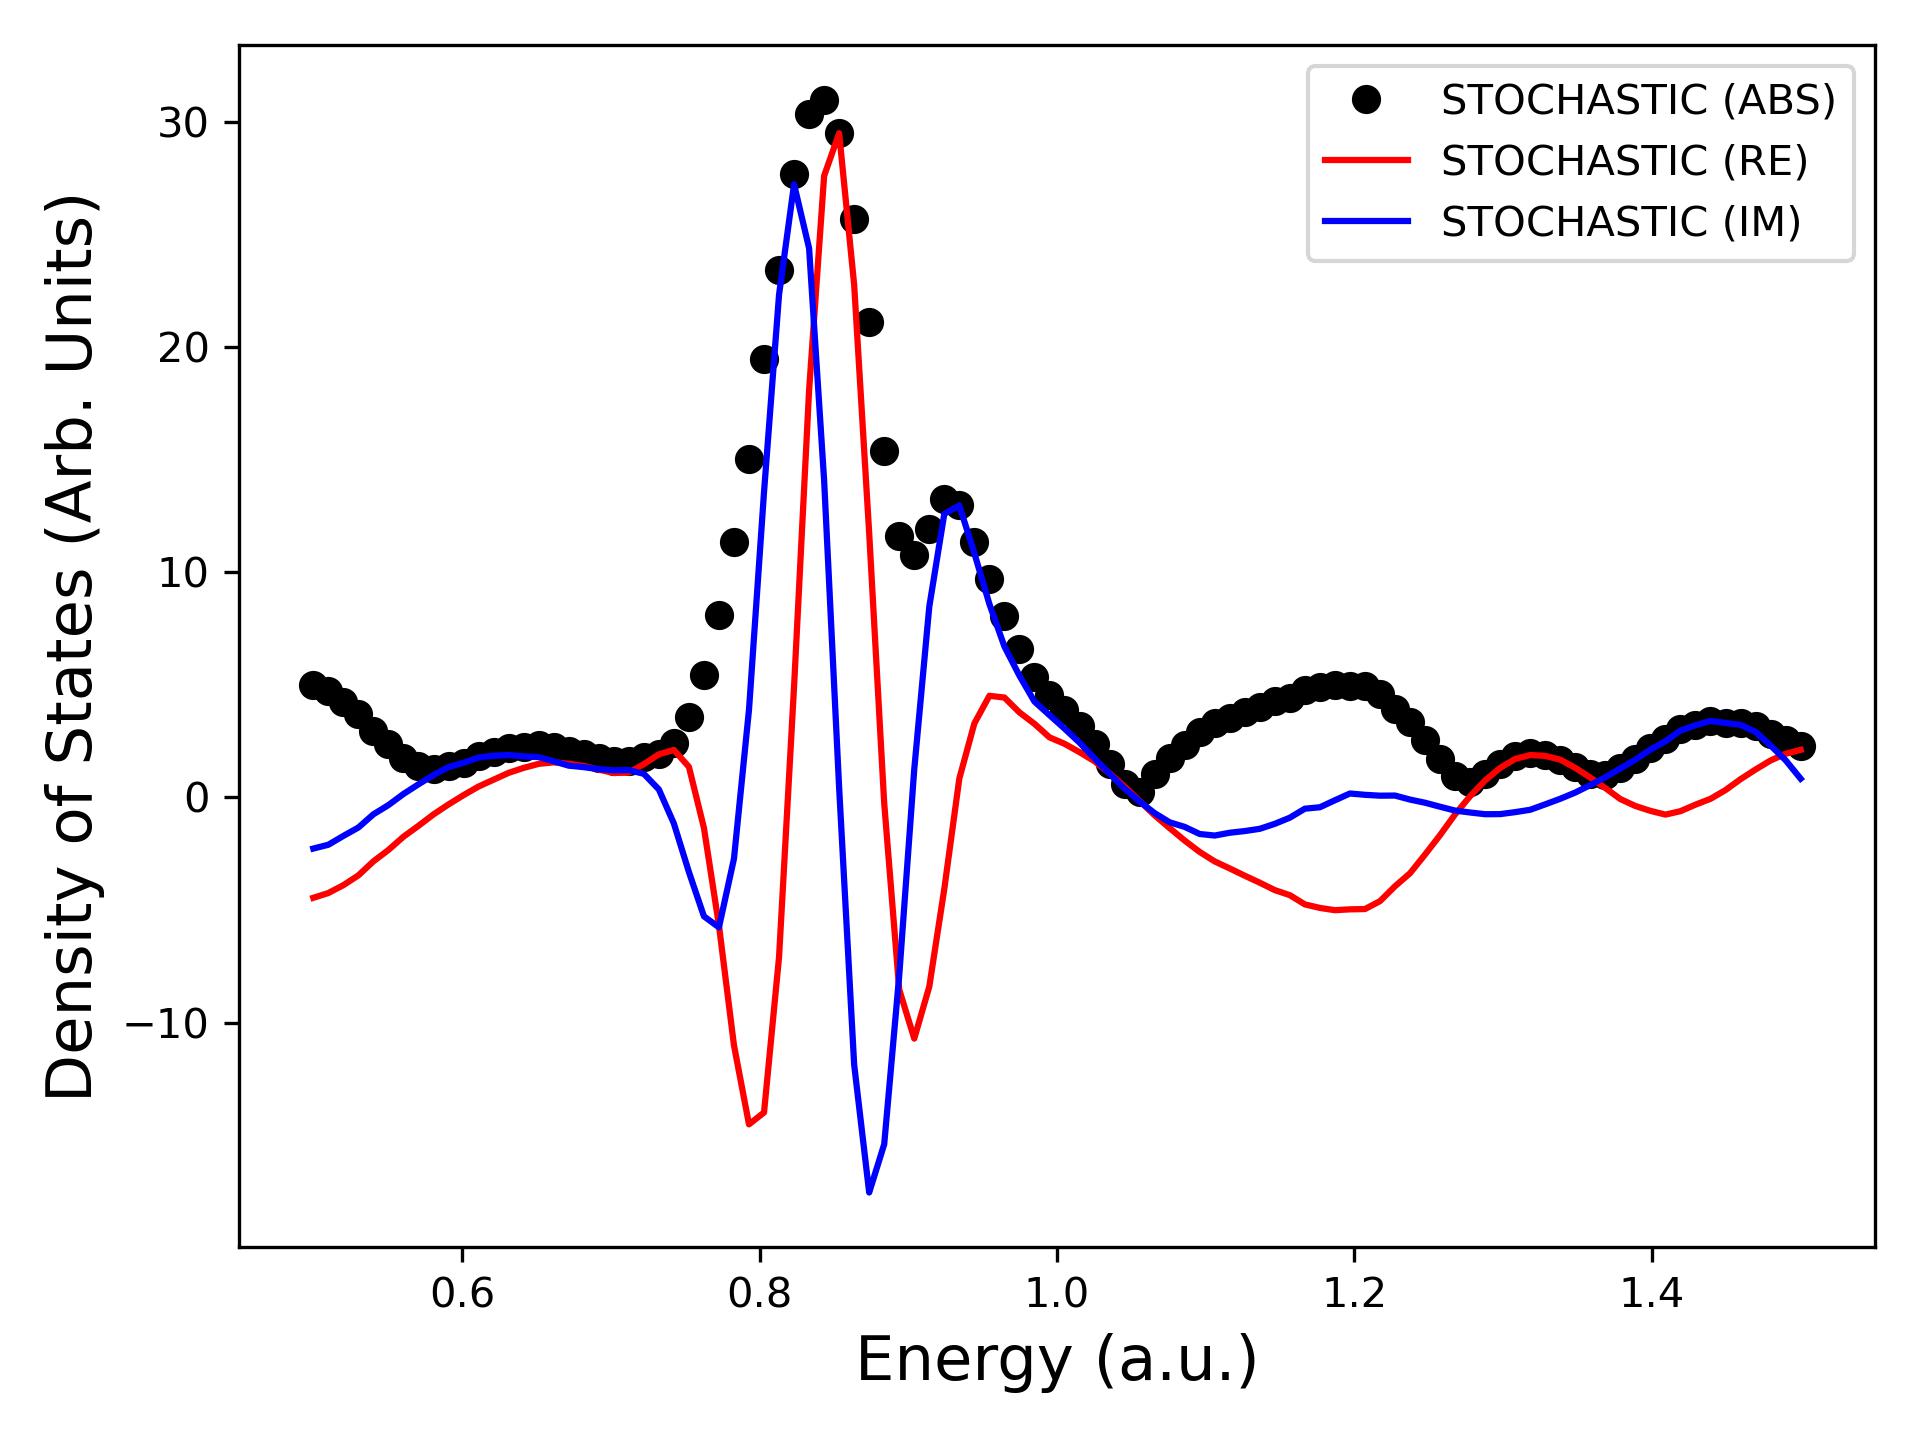 STOCHASTIC (ABS)
STOCHASTIC (RE)
STOCHASTIC (IM)
Density of States (Arb. Units)
30
20
10
0
−10
0.6 0.8 1.0 1.2 1.4
Energy (a.u.)